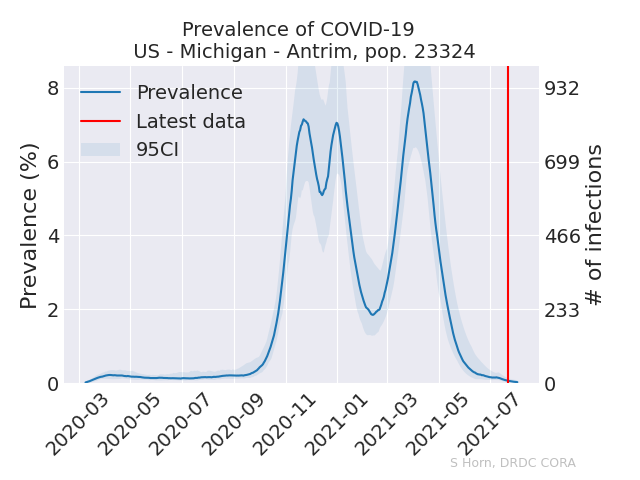 Prevalence of COVID-19
US - Michigan - Antrim, pop. 23324
Prevalence
Latest data
95CI
Prevalence (%)
8
6
4
2
0
932
699
466
233
0
# of infections
2020-03
2020-05
2020-07
2020-09
2020-11
2021-01
2021-03
2021-05
2021-07
S Horn, DRDC CORA